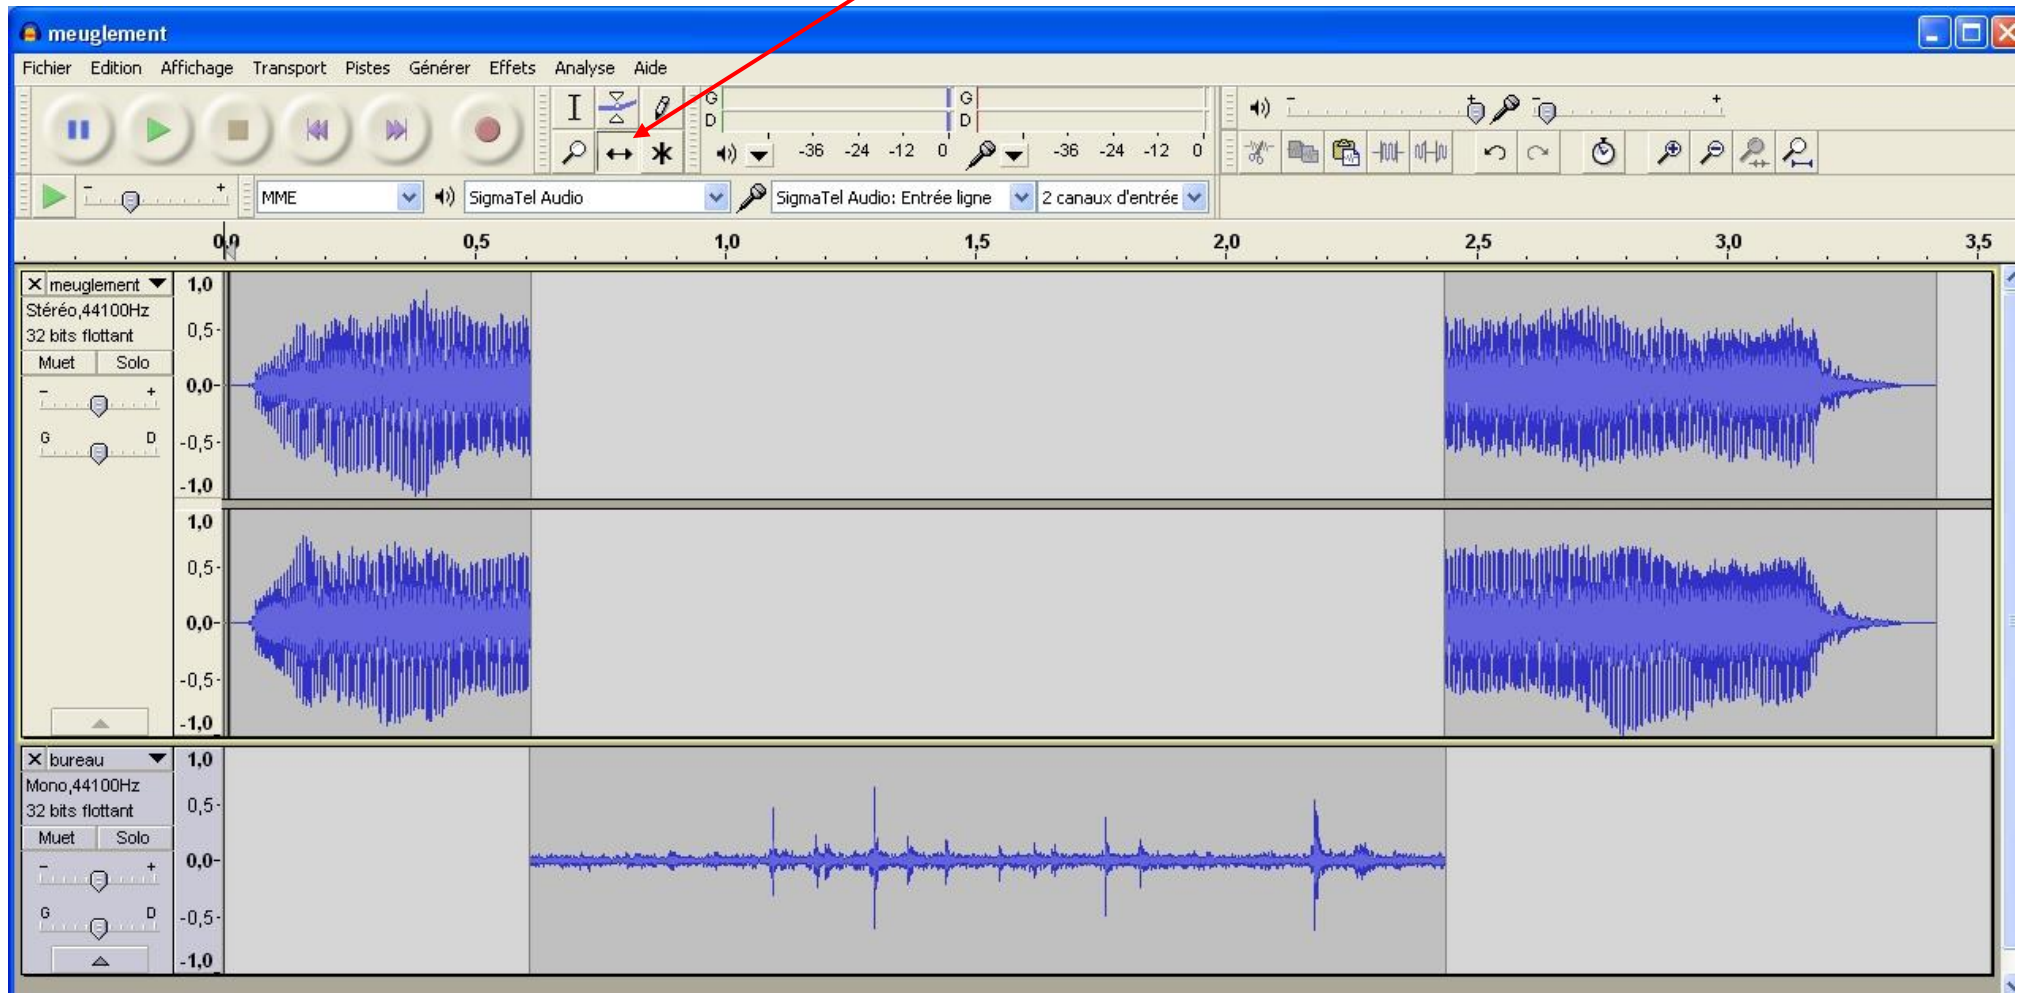 meuglement
Fichier Edition Affichage Transport Pistes Générer Effets Analyse Aide
G G
D D
-36 -24 -12 0 -36 -24 -12 0
MME SigmaTel Audio SigmaTel Audio: Entrée ligne 2 canaux d'entrée
0,0 0,5 1,0 1,5 2,0 2,5 3,0 3,5
meuglement 1,0
Stéréo,44100Hz
0,5
32 bits flottant
Muet Solo
0,0
- +
G D
-0,5
-1,0
1,0
0,5
0,0
-0,5
-1,0
bureau 1,0
Mono,44100Hz
0,5
32 bits flottant
Muet Solo
0,0
- +
G D
-0,5
-1,0